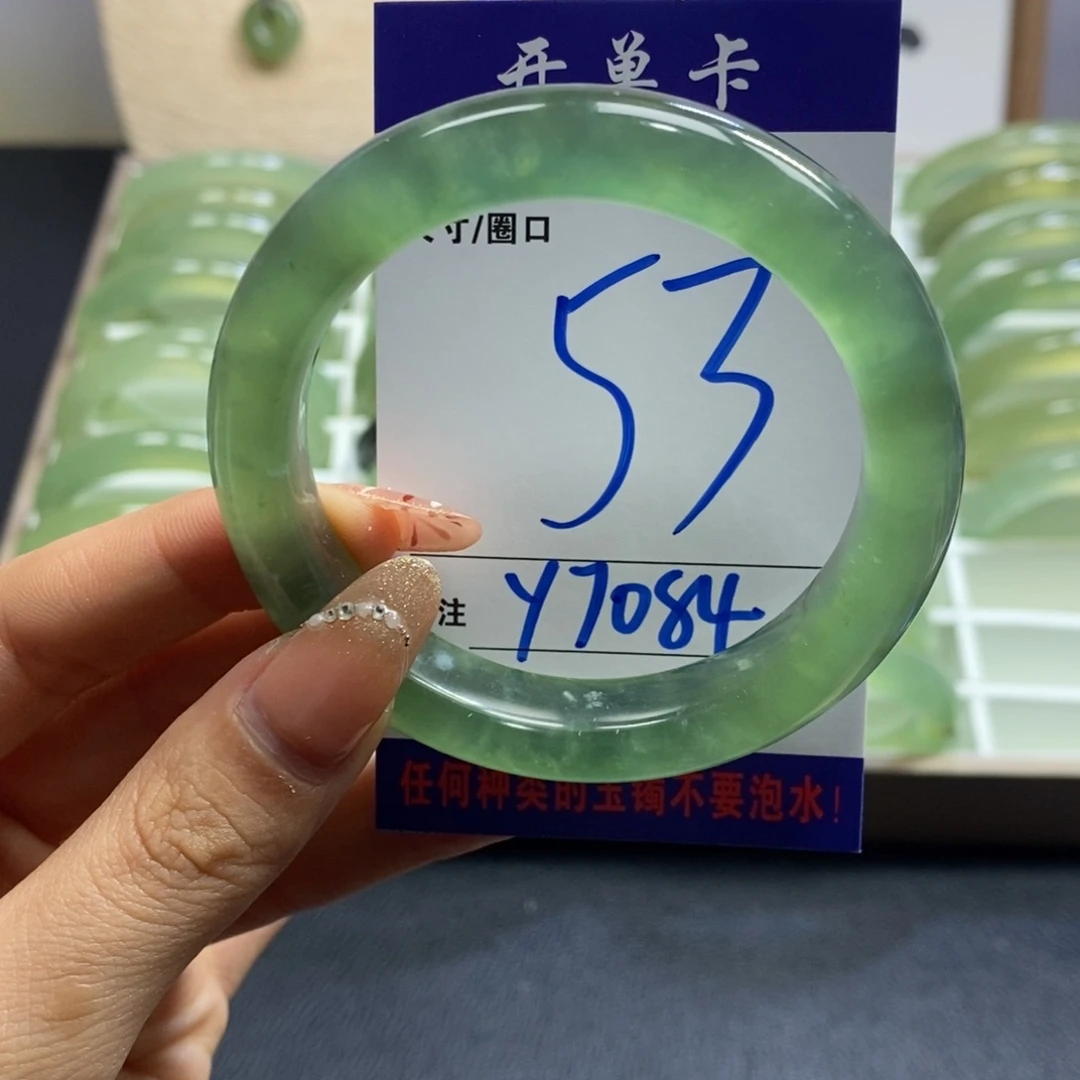 开单卡
寸/圈口
53
注
Y7084
任何种类的玉镯不要泡水!